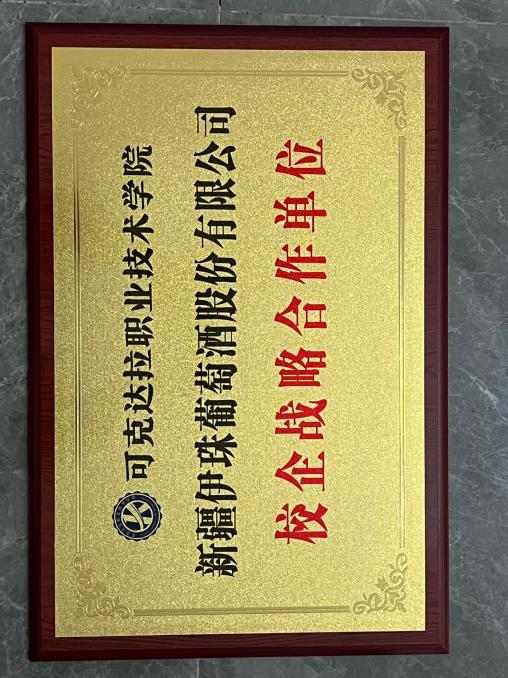 可克达拉职业技术学院
新疆伊珠葡萄酒股份有限公司
校企战略合作单位